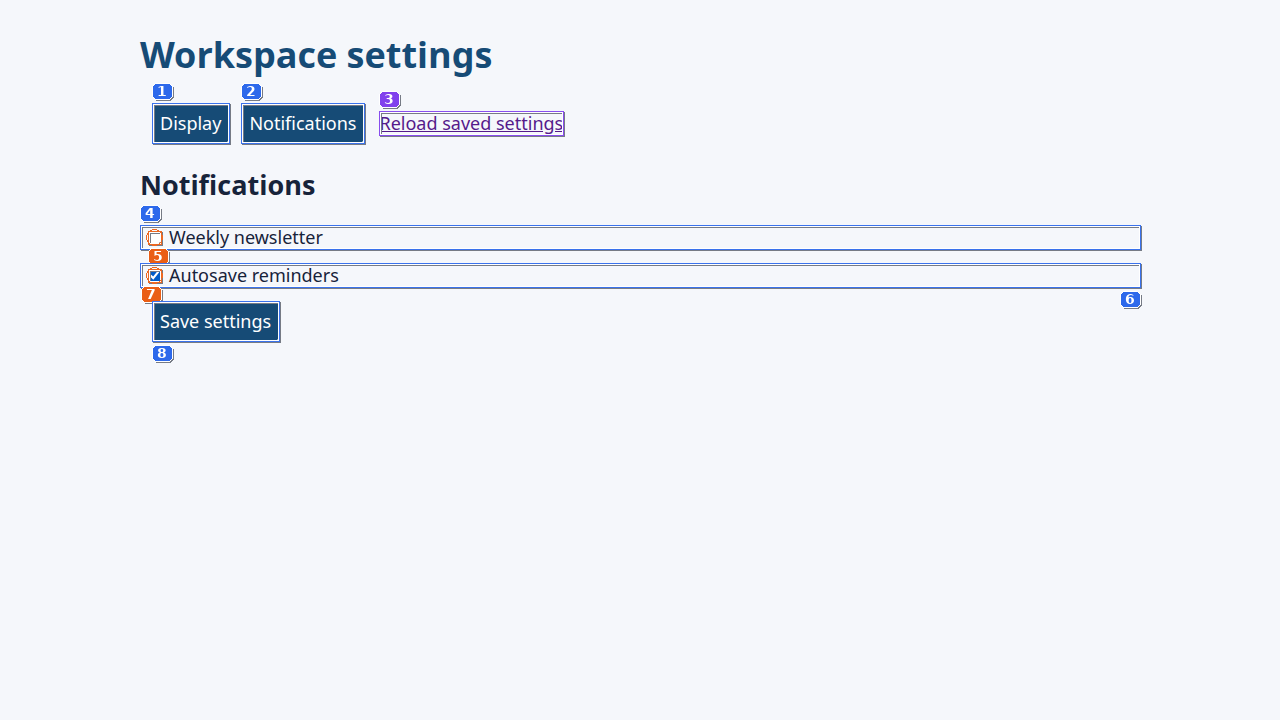 Workspace settings
1 2 3
Display Notifications Reload saved settings
Notifications
4
Weekly newsletter
5
Autosave reminders
7 6
Save settings
8